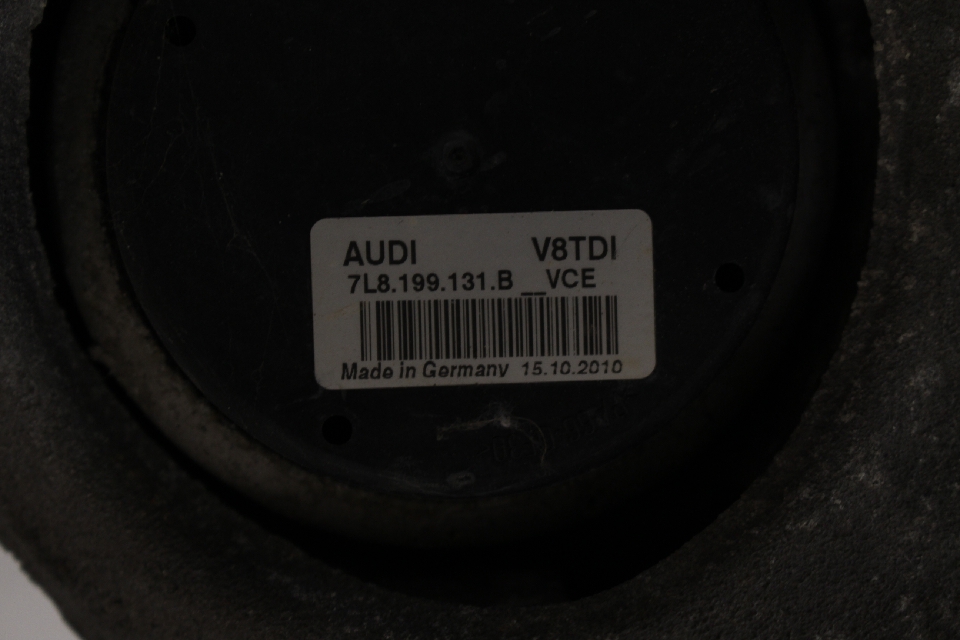 AUDI V8TDI
7L8.199.131.B __VCE
Made in Germany 15.10.2010